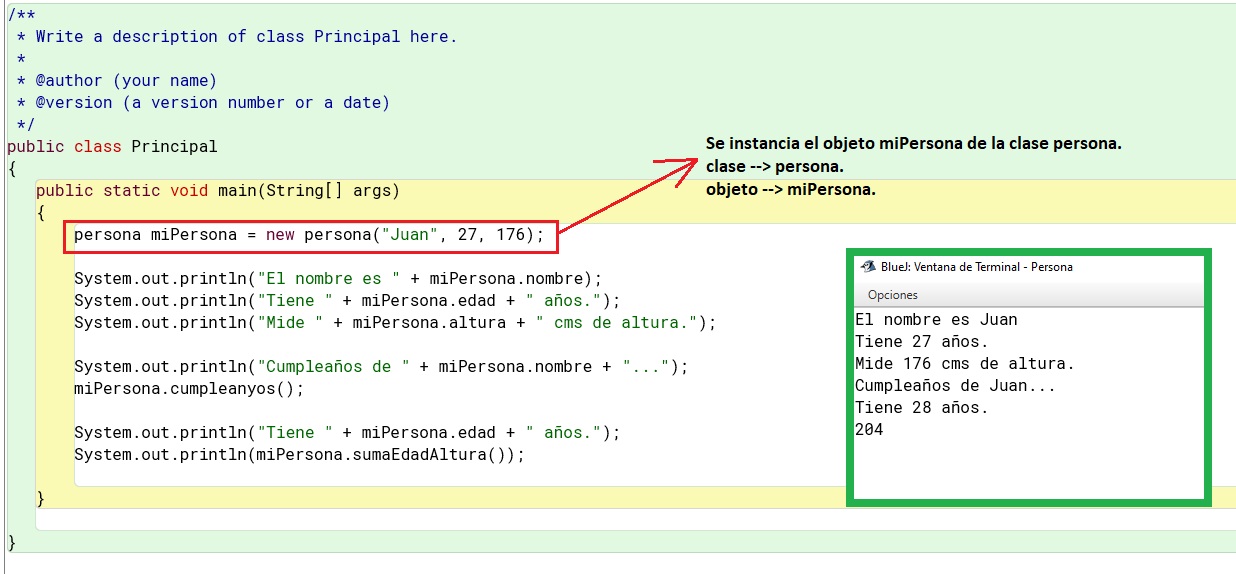 /**
 * Write a description of class Principal here.
 *
 * @author (your name)
 * @version (a version number or a date)
 */
public class Principal
{
public static void main(String[] args)
{
persona miPersona = new persona("Juan", 27, 176);
System.out.println("El nombre es " + miPersona.nombre);
System.out.println("Tiene " + miPersona.edad + " años.");
System.out.println("Mide " + miPersona.altura + " cms de altura.");
System.out.println("Cumpleaños de " + miPersona.nombre + "...");
miPersona.cumpleanyos();
System.out.println("Tiene " + miPersona.edad + " años.");
System.out.println(miPersona.sumaEdadAltura());
}
}
Se instancia el objeto miPersona de la clase persona.
clase --> persona.
objeto --> miPersona.
BlueJ: Ventana de Terminal - Persona
Opciones
El nombre es Juan
Tiene 27 años.
Mide 176 cms de altura.
Cumpleaños de Juan...
Tiene 28 años.
204